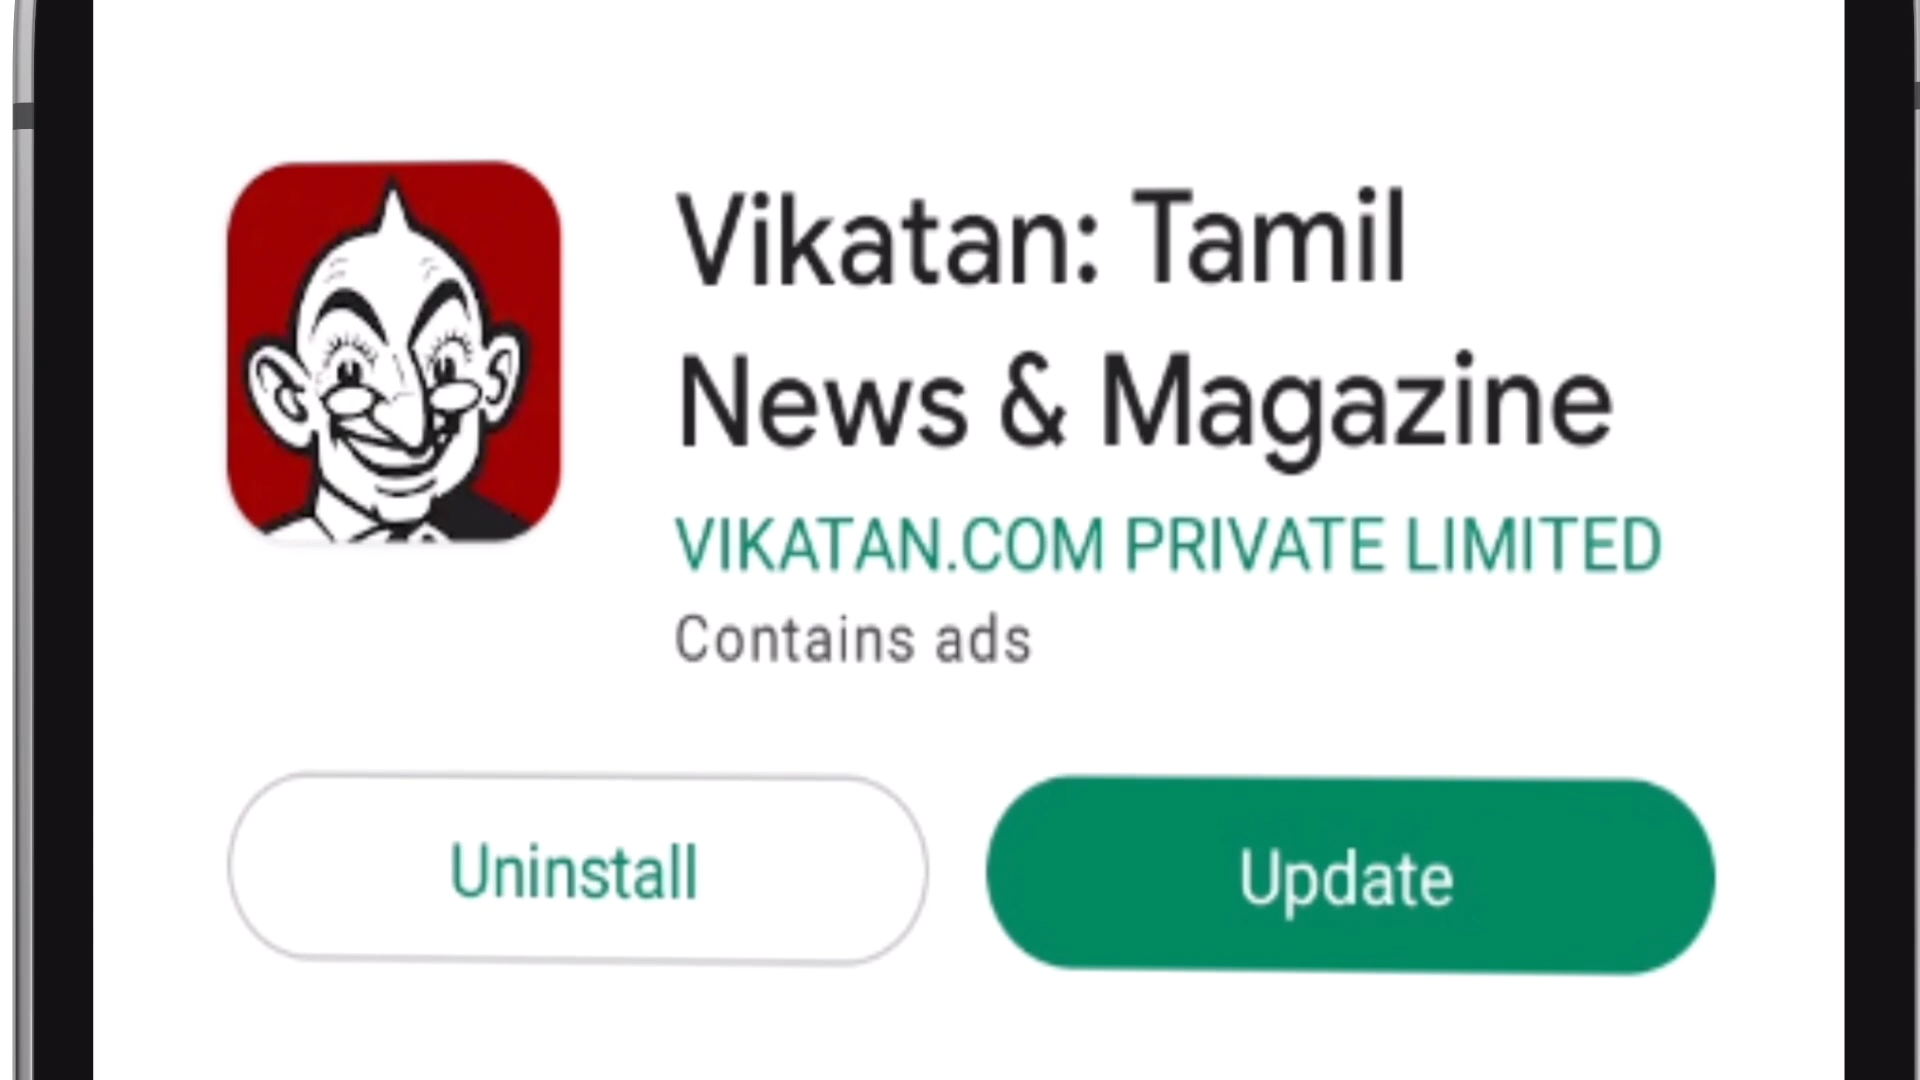 Vikatan: Tamil
News & Magazine
VIKATAN.COM PRIVATE LIMITED
Contains ads
Uninstall
Update